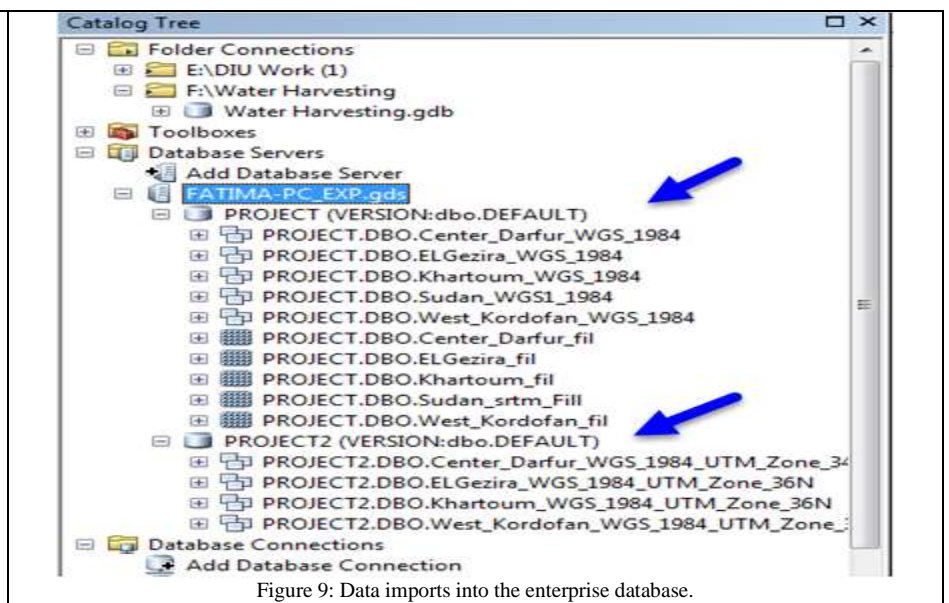 Catalog Tree
Folder Connections
E:\DIU Work (1)
F:\Water Harvesting
Water Harvesting.gdb
Toolboxes
Database Servers
Add Database Server
FATIMA-PC_EXP.gds
PROJECT (VERSION:dbo.DEFAULT)
PROJECT.DBO.Center_Darfur_WGS_1984
PROJECT.DBO.ELGezira_WGS_1984
PROJECT.DBO.Khartoum_WGS_1984
PROJECT.DBO.Sudan_WGS1_1984
PROJECT.DBO.West_Kordofan_WGS_1984
PROJECT.DBO.Center_Darfur_fil
PROJECT.DBO.ELGezira_fil
PROJECT.DBO.Khartoum_fil
PROJECT.DBO.Sudan_srtm_Fill
PROJECT.DBO.West_Kordofan_fil
PROJECT2 (VERSION:dbo.DEFAULT)
PROJECT2.DBO.Center_Darfur_WGS_1984_UTM_Zone_34
PROJECT2.DBO.ELGezira_WGS_1984_UTM_Zone_36N
PROJECT2.DBO.Khartoum_WGS_1984_UTM_Zone_36N
PROJECT2.DBO.West_Kordofan_WGS_1984_UTM_Zone_
Database Connections
Add Database Connection
Figure 9: Data imports into the enterprise database.